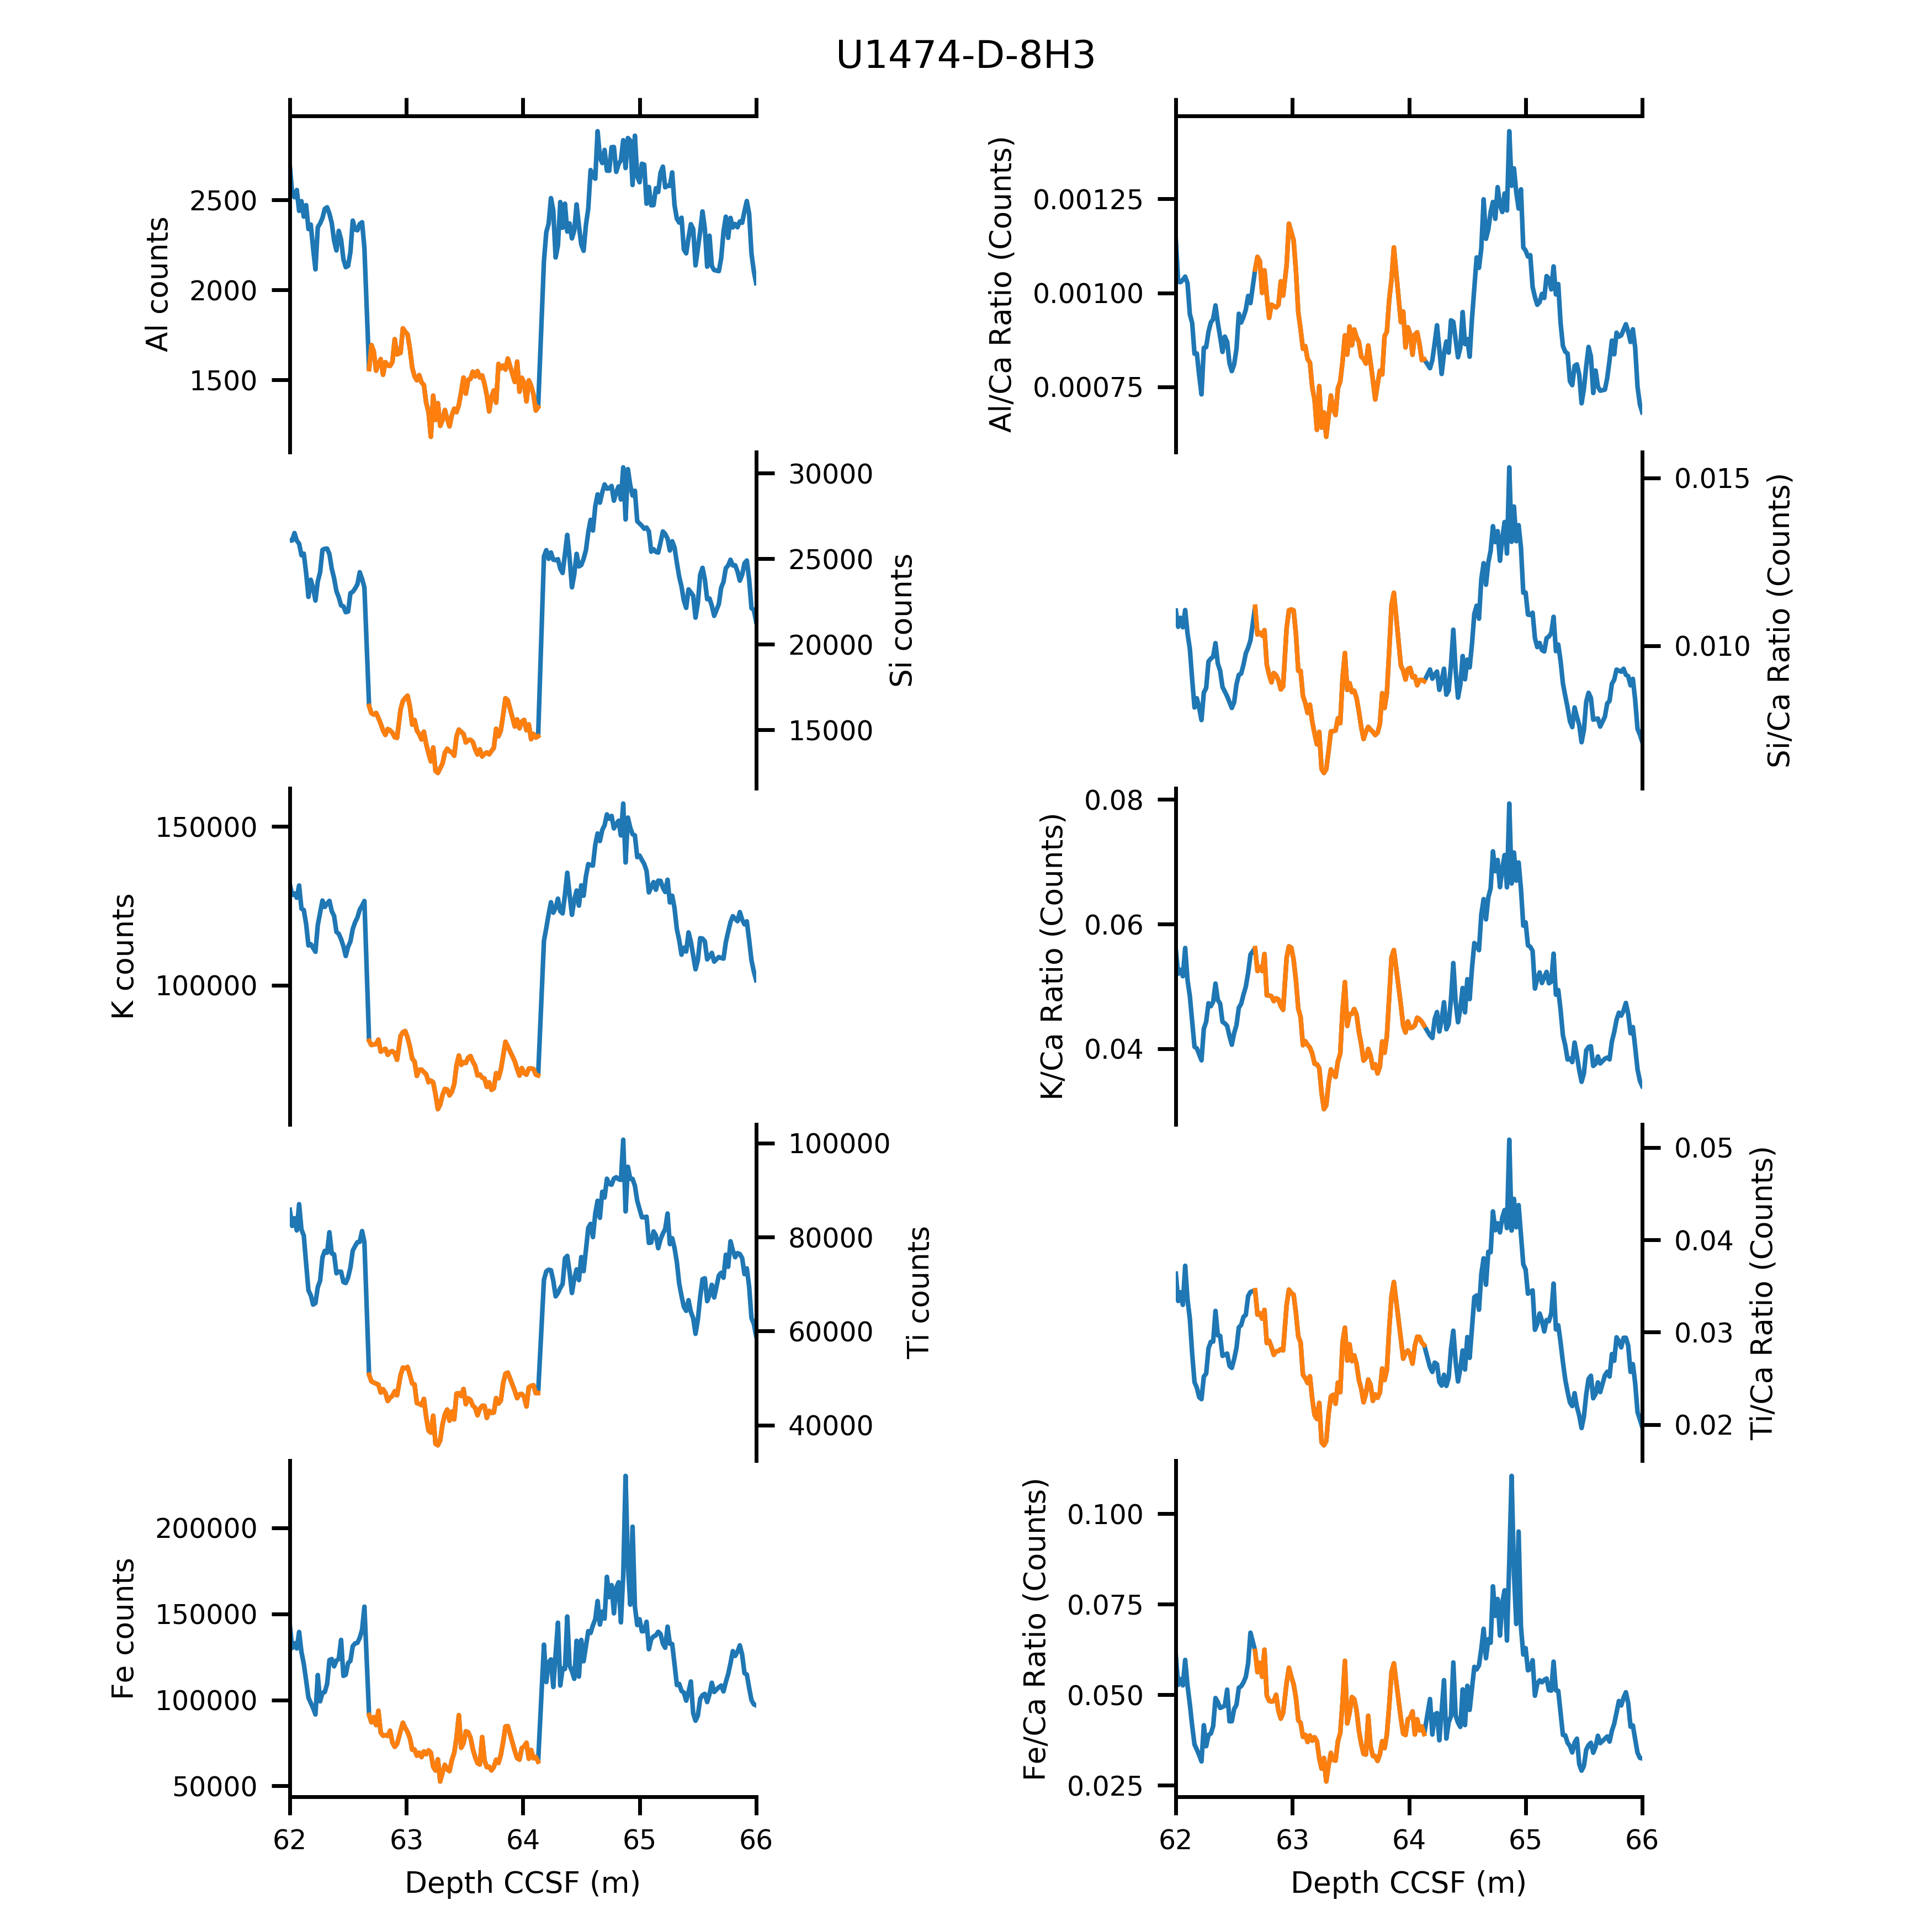 U1474-D-8H3
Al counts
2500
2000
1500
Al/Ca Ratio (Counts)
0.00125
0.00100
0.00075
30000
25000
20000
15000
Si counts
0.015
0.010
Si/Ca Ratio (Counts)
K counts
150000
100000
K/Ca Ratio (Counts)
0.08
0.06
0.04
100000
80000
60000
40000
Ti counts
0.05
0.04
0.03
0.02
Ti/Ca Ratio (Counts)
Fe counts
200000
150000
100000
50000
Fe/Ca Ratio (Counts)
0.100
0.075
0.050
0.025
62 63 64 65 66
62 63 64 65 66
Depth CCSF (m)
Depth CCSF (m)